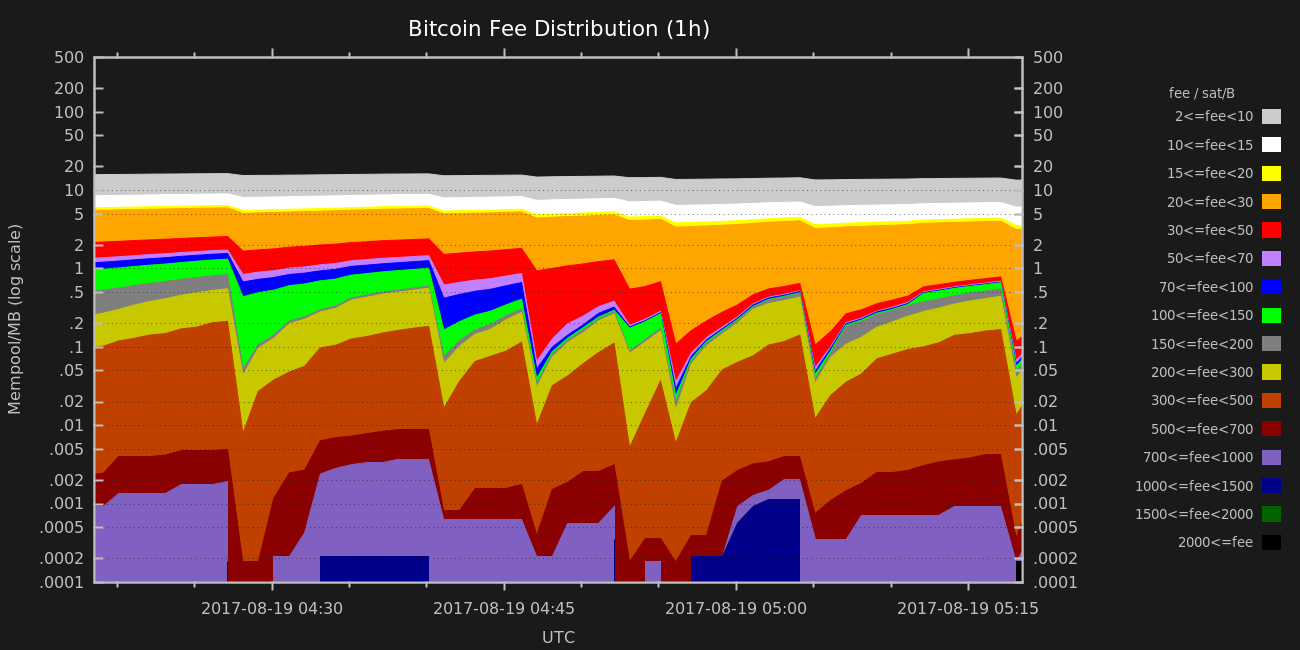 Bitcoin Fee Distribution (1h)
500 500
200 200
100 100
50 50
20 20
10 10
5 5
2 2
1 1
.5 .5
.2 .2
.1 .1
.05 .05
.02 .02
.01 .01
.005 .005
.002 .002
.001 .001
.0005 .0005
.0002 .0002
.0001 .0001
Mempool/MB (log scale)
2017-08-19 04:30 2017-08-19 04:45 2017-08-19 05:00 2017-08-19 05:15
UTC
fee / sat/B
2<=fee<10
10<=fee<15
15<=fee<20
20<=fee<30
30<=fee<50
50<=fee<70
70<=fee<100
100<=fee<150
150<=fee<200
200<=fee<300
300<=fee<500
500<=fee<700
700<=fee<1000
1000<=fee<1500
1500<=fee<2000
2000<=fee